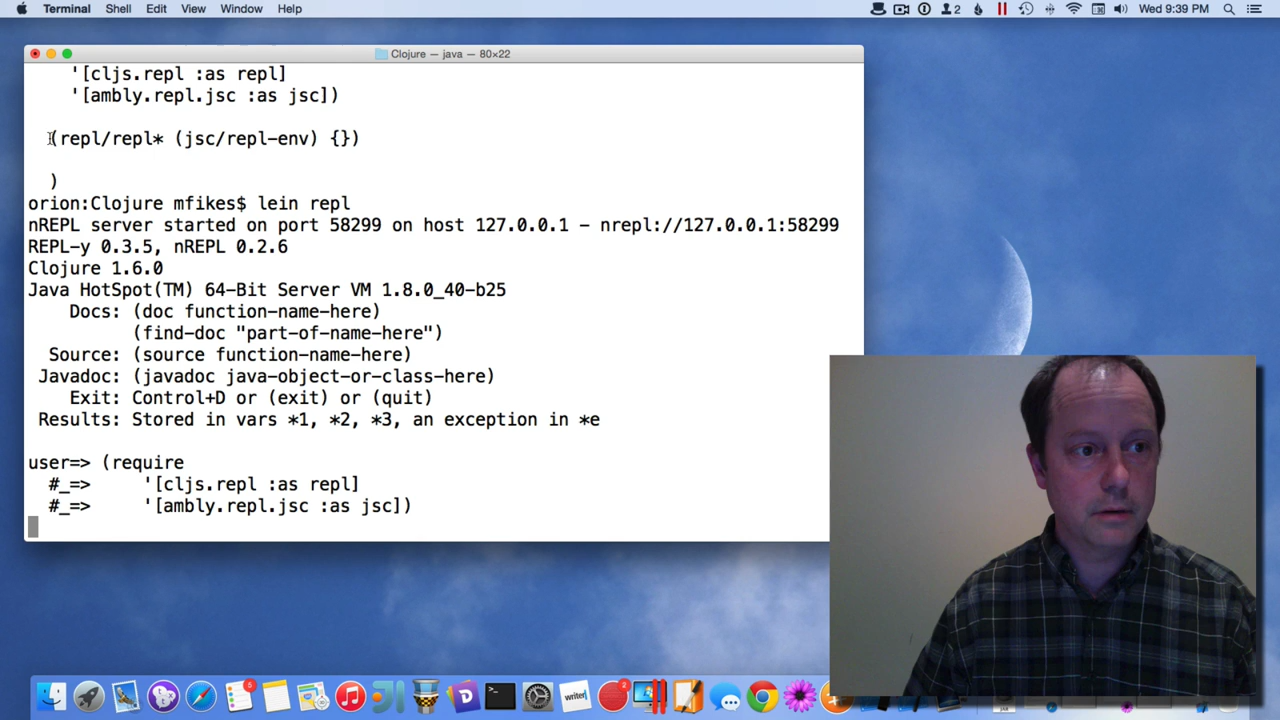 Terminal Shell Edit View Window Help 2 Wed 9:39 PM
Clojure — java — 80×22
'[cljs.repl :as repl]
'[ambly.repl.jsc :as jsc])
(repl/repl* (jsc/repl-env) {})
)
orion:Clojure mfikes$ lein repl
nREPL server started on port 58299 on host 127.0.0.1 - nrepl://127.0.0.1:58299
REPL-y 0.3.5, nREPL 0.2.6
Clojure 1.6.0
Java HotSpot(TM) 64-Bit Server VM 1.8.0_40-b25
Docs: (doc function-name-here)
(find-doc "part-of-name-here")
Source: (source function-name-here)
Javadoc: (javadoc java-object-or-class-here)
Exit: Control+D or (exit) or (quit)
Results: Stored in vars *1, *2, *3, an exception in *e
user=> (require
#_=> '[cljs.repl :as repl]
#_=> '[ambly.repl.jsc :as jsc])
writer